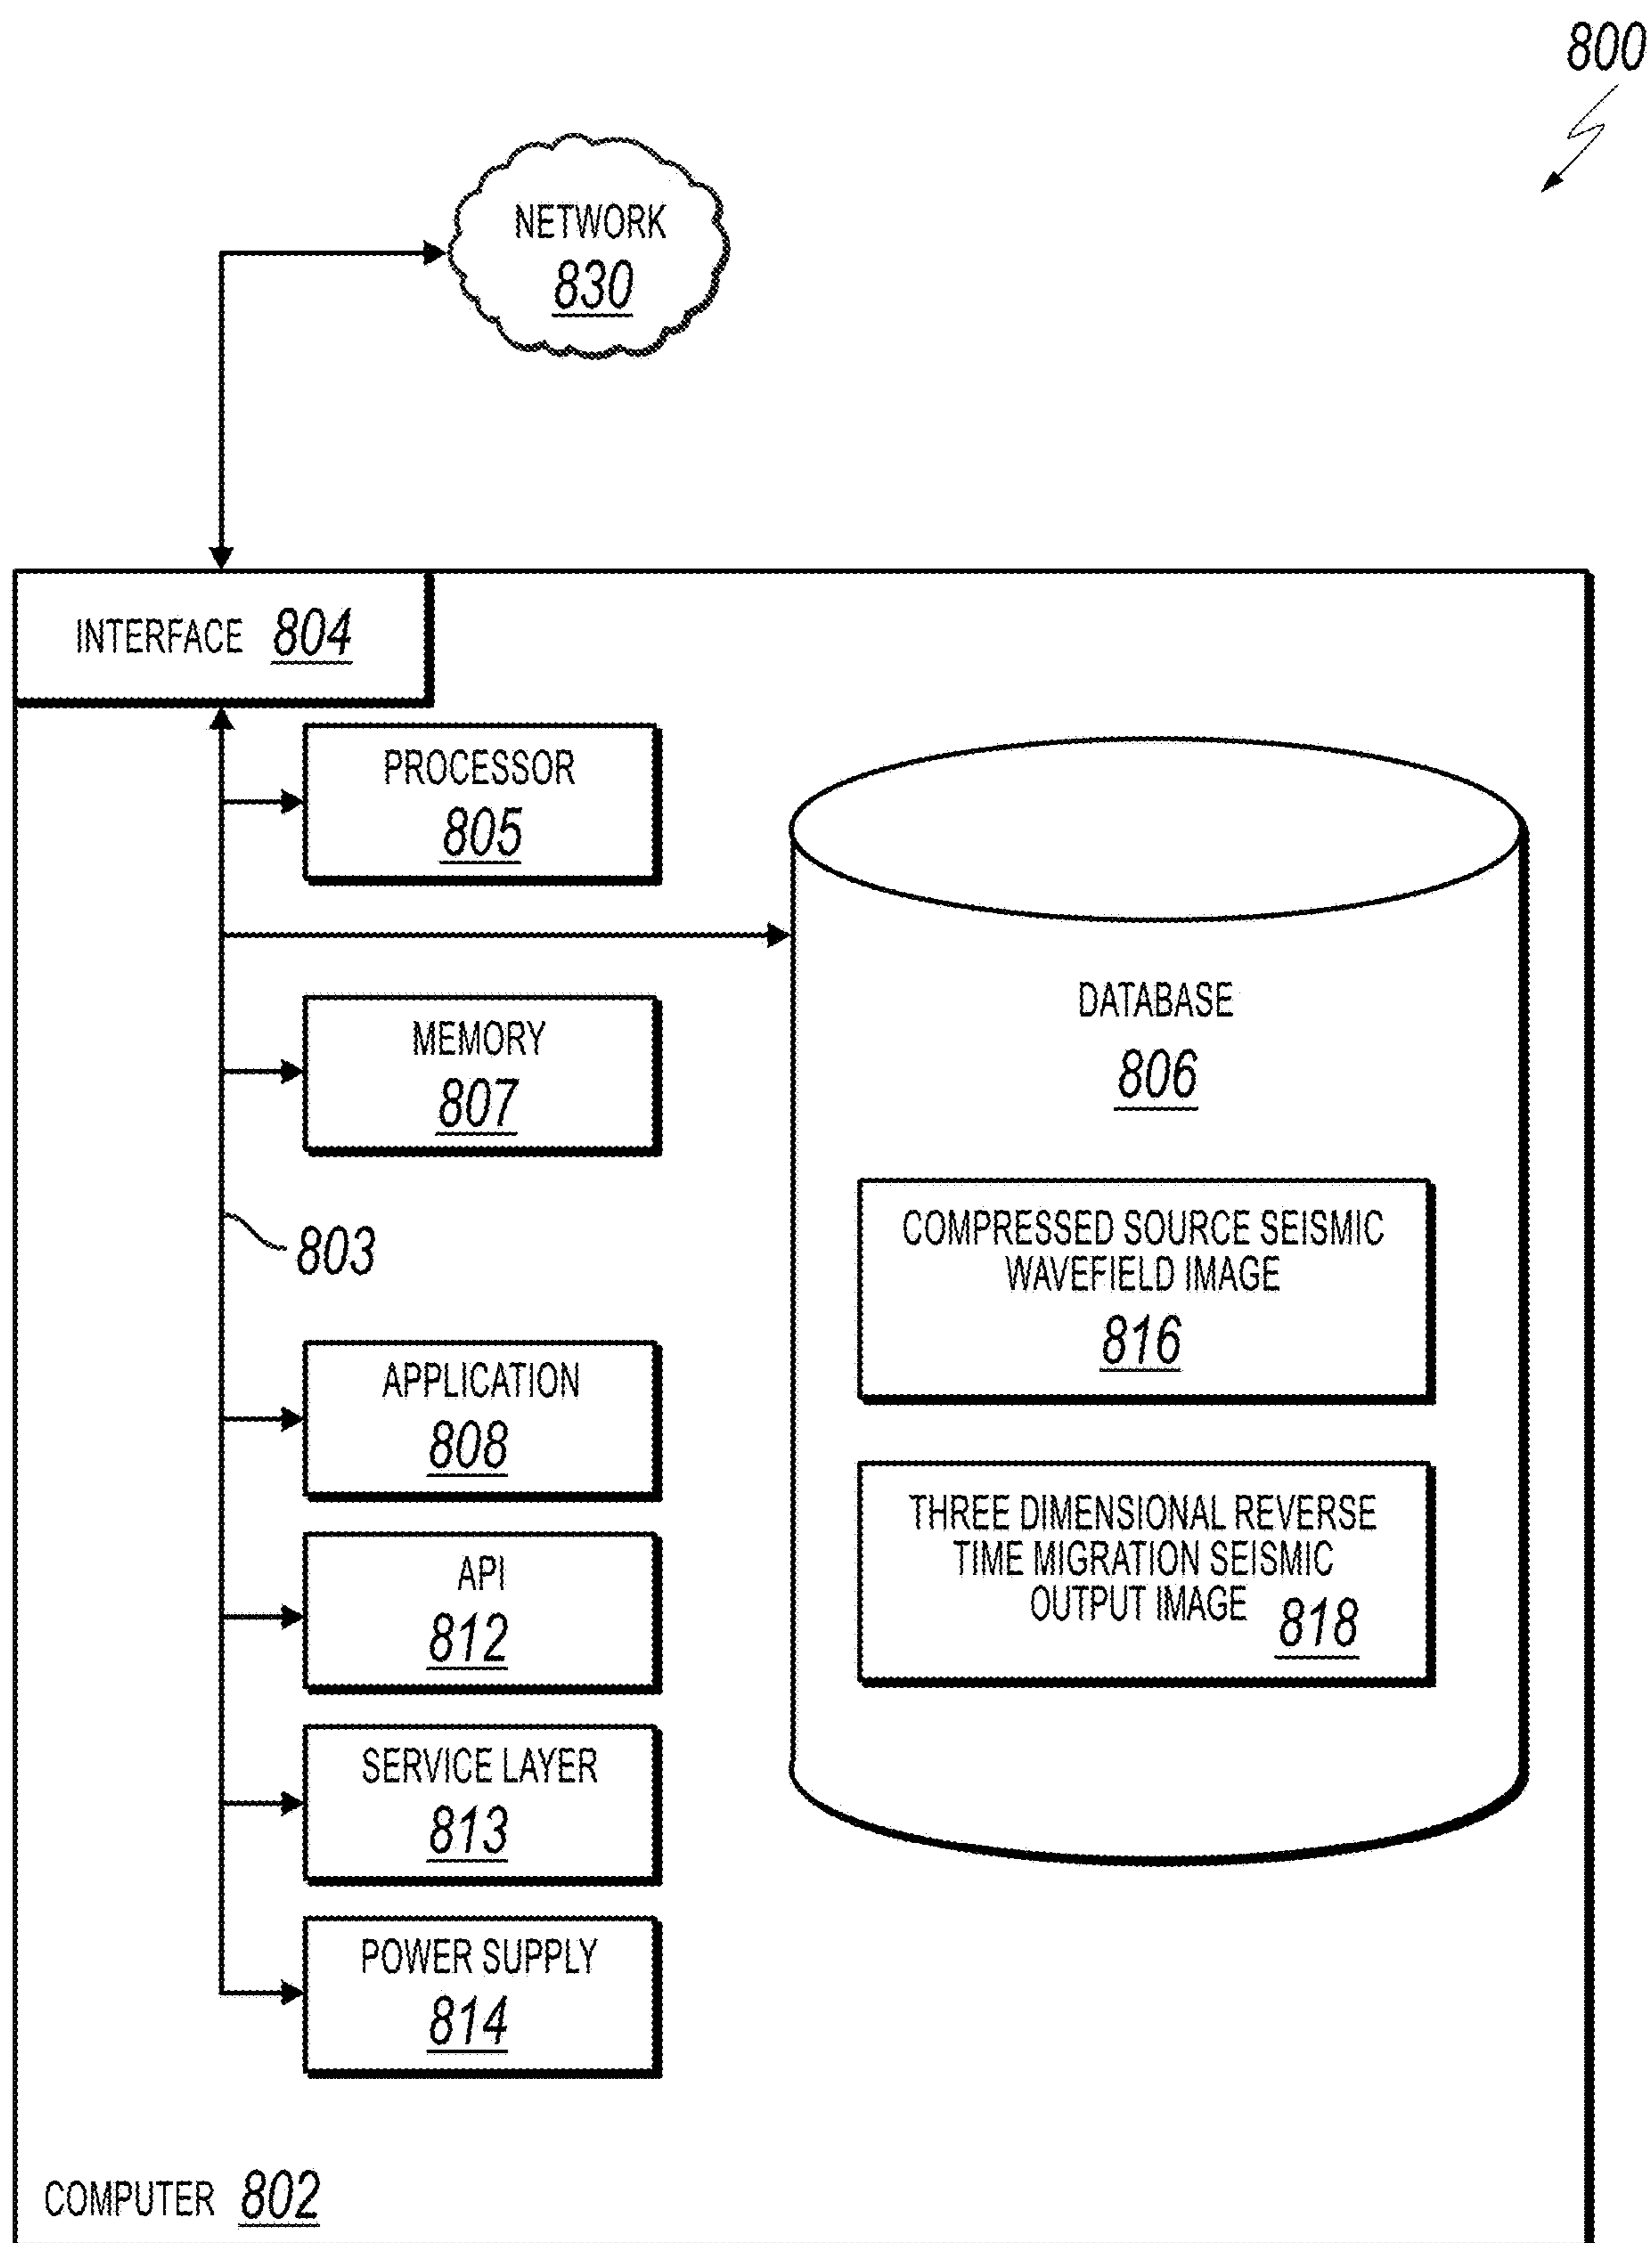 800
NETWORK
830
INTERFACE 804
PROCESSOR
805
DATABASE
806
MEMORY
807
803
COMPRESSED SOURCE SEISMIC
WAVEFIELD IMAGE
816
APPLICATION
808
THREE DIMENSIONAL REVERSE
TIME MIGRATION SEISMIC
OUTPUT IMAGE 818
API
812
SERVICE LAYER
813
POWER SUPPLY
814
COMPUTER 802